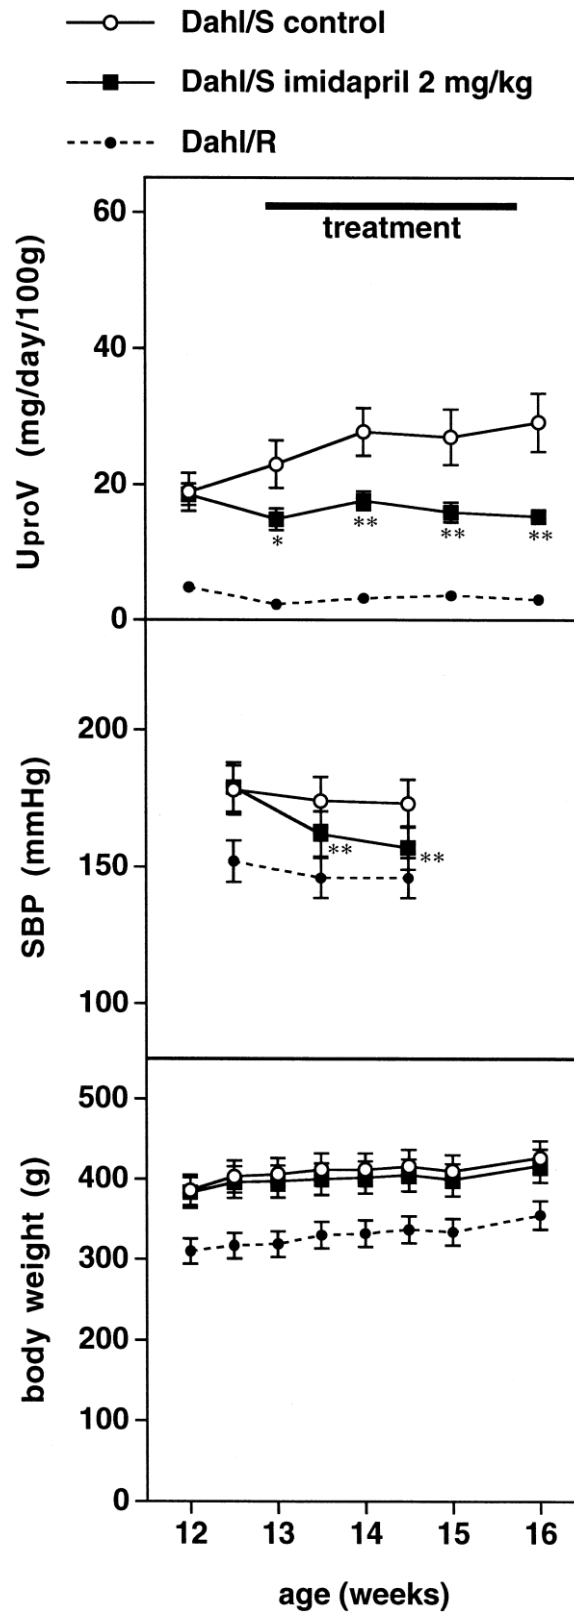 Dahl/S control
Dahl/S imidapril 2 mg/kg
Dahl/R
UproV (mg/day/100g)
60
40
20
0
treatment
*
**
**
**
SBP (mmHg)
200
150
100
**
**
body weight (g)
500
400
300
200
100
0
12 13 14 15 16
age (weeks)